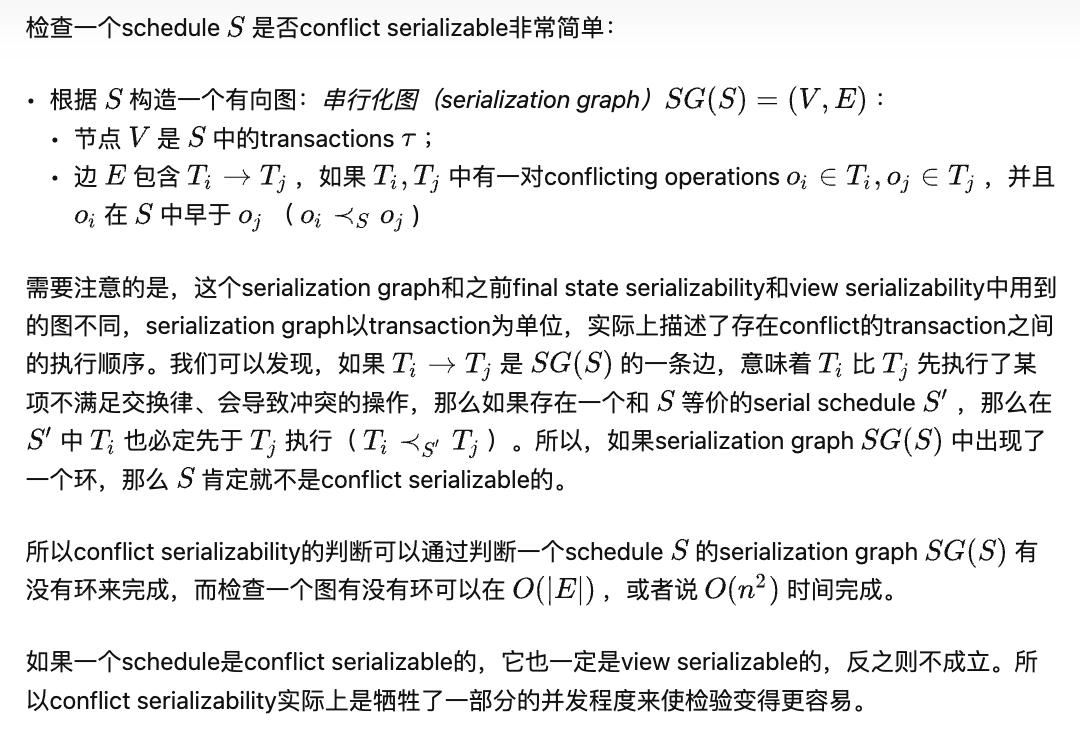 检查一个schedule S 是否conflict serializable非常简单：
• 根据 S 构造一个有向图：串行化图（serialization graph）SG(S) = (V, E)：
• 节点 V 是 S 中的transactions τ；
• 边 E 包含 Tᵢ → Tⱼ，如果 Tᵢ, Tⱼ 中有一对conflicting operations oᵢ ∈ Tᵢ, oⱼ ∈ Tⱼ，并且
oᵢ 在 S 中早于 oⱼ（oᵢ ≺_S oⱼ）
需要注意的是，这个serialization graph和之前final state serializability和view serializability中用到
的图不同，serialization graph以transaction为单位，实际上描述了存在conflict的transaction之间
的执行顺序。我们可以发现，如果 Tᵢ → Tⱼ 是 SG(S) 的一条边，意味着 Tᵢ 比 Tⱼ 先执行了某
项不满足交换律、会导致冲突的操作，那么如果存在一个和 S 等价的serial schedule S′，那么在
S′ 中 Tᵢ 也必定先于 Tⱼ 执行（Tᵢ ≺_S′ Tⱼ）。所以，如果serialization graph SG(S) 中出现了
一个环，那么 S 肯定就不是conflict serializable的。
所以conflict serializability的判断可以通过判断一个schedule S 的serialization graph SG(S) 有
没有环来完成，而检查一个图有没有环可以在 O(|E|)，或者说 O(n²) 时间完成。
如果一个schedule是conflict serializable的，它也一定是view serializable的，反之则不成立。所
以conflict serializability实际上是牺牲了一部分的并发程度来使检验变得更容易。